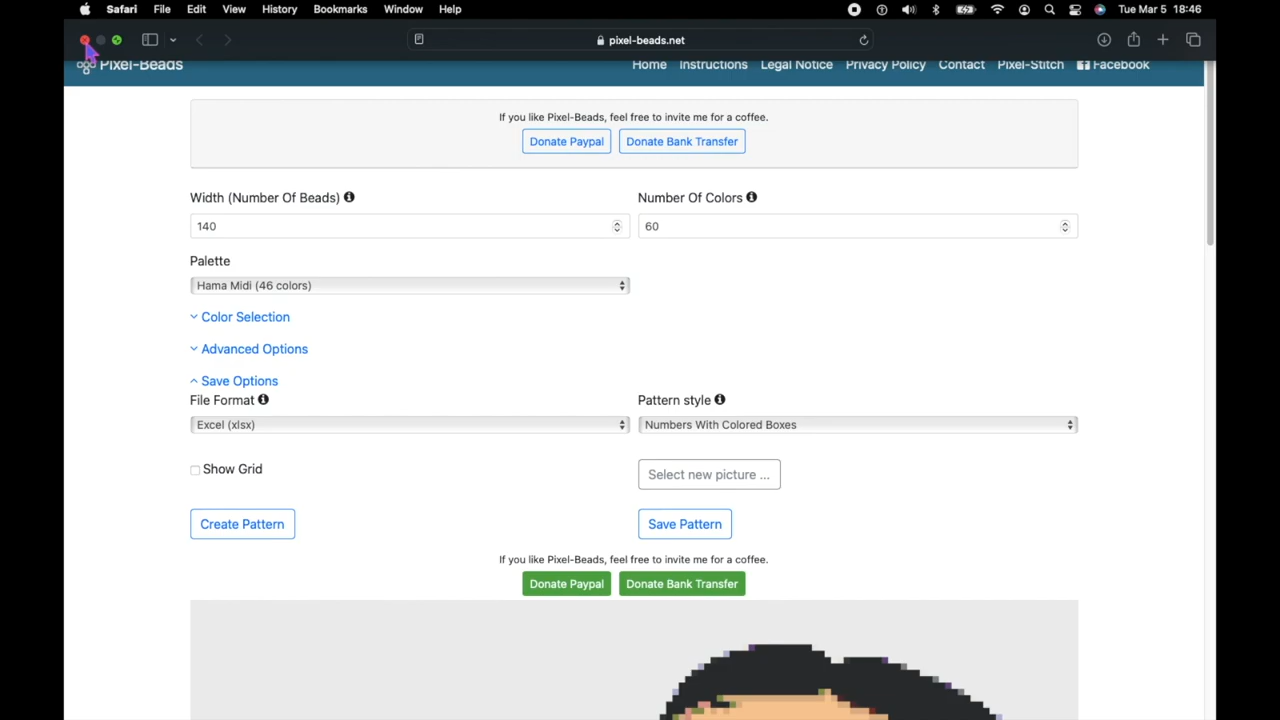 Safari File Edit View History Bookmarks Window Help Tue Mar 5 18:46
pixel-beads.net
Pixel-Beads Home Instructions Legal Notice Privacy Policy Contact Pixel-Stitch Facebook
If you like Pixel-Beads, feel free to invite me for a coffee.
Donate Paypal Donate Bank Transfer
Width (Number Of Beads) Number Of Colors
140 60
Palette
Hama Midi (46 colors)
Color Selection
Advanced Options
Save Options
File Format Pattern style
Excel (xlsx) Numbers With Colored Boxes
Show Grid Select new picture ...
Create Pattern Save Pattern
If you like Pixel-Beads, feel free to invite me for a coffee.
Donate Paypal Donate Bank Transfer